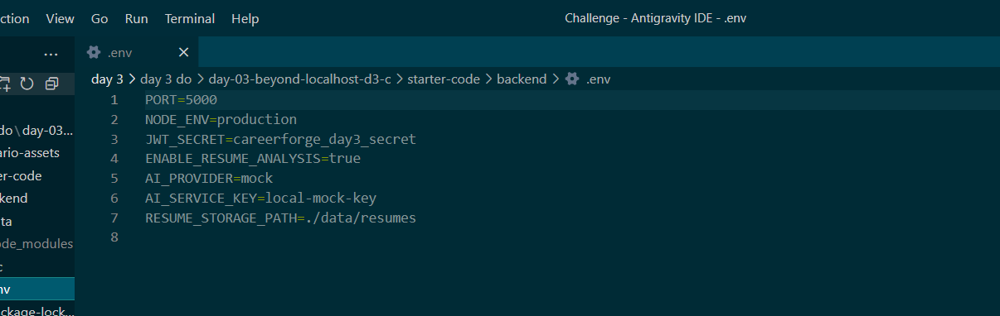 ction View Go Run Terminal Help Challenge - Antigravity IDE - .env
... .env
day 3 > day 3 do > day-03-beyond-localhost-d3-c > starter-code > backend > .env
1 PORT=5000
2 NODE_ENV=production
3 JWT_SECRET=careerforge_day3_secret
4 ENABLE_RESUME_ANALYSIS=true
5 AI_PROVIDER=mock
6 AI_SERVICE_KEY=local-mock-key
7 RESUME_STORAGE_PATH=./data/resumes
8
do\day-03...
ario-assets
er-code
kend
ta
ode_modules
c
nv
ckage-lock...